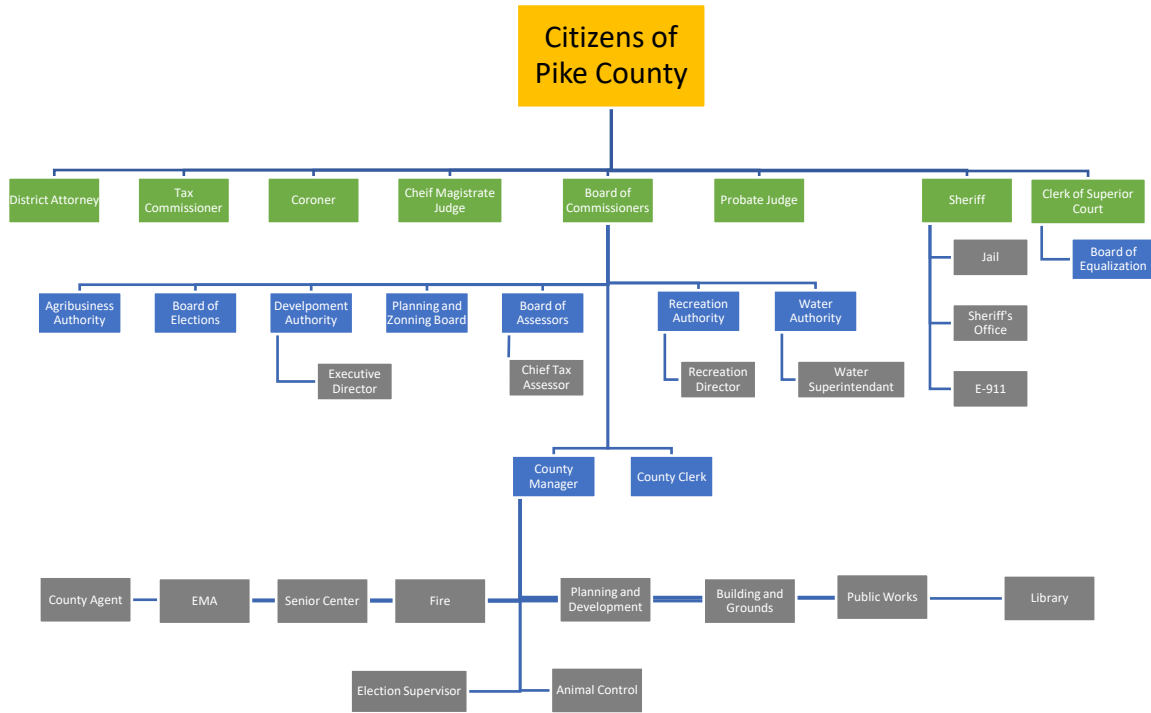 Citizens of
Pike County
District Attorney
Tax
Commissioner
Coroner
Cheif Magistrate
Judge
Board of
Commissioners
Probate Judge
Sheriff
Clerk of Superior
Court
Jail
Board of
Equalization
Sheriff's
Office
E-911
Agribusiness
Authority
Board of
Elections
Develpoment
Authority
Planning and
Zonning Board
Board of
Assessors
Recreation
Authority
Water
Authority
Executive
Director
Chief Tax
Assessor
Recreation
Director
Water
Superintendant
County
Manager
County Clerk
County Agent
EMA
Senior Center
Fire
Planning and
Development
Building and
Grounds
Public Works
Library
Election Supervisor
Animal Control